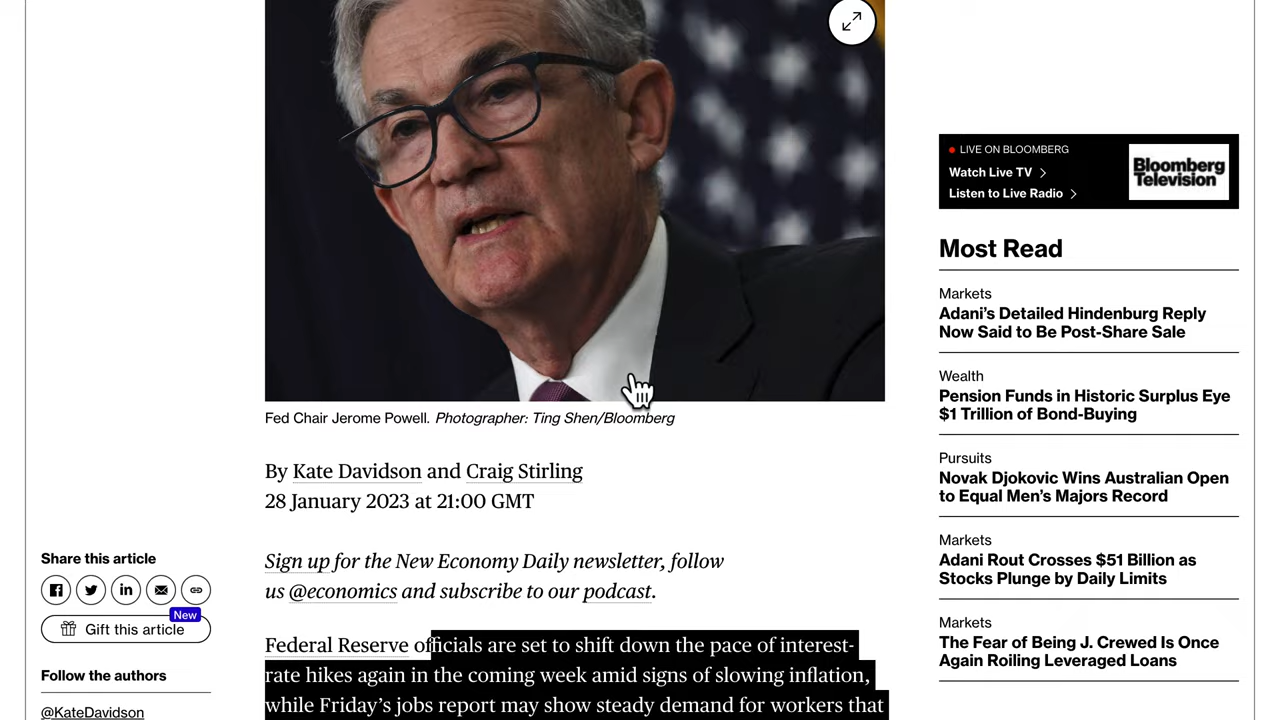 Fed Chair Jerome Powell. Photographer: Ting Shen/Bloomberg
By Kate Davidson and Craig Stirling
28 January 2023 at 21:00 GMT
Sign up for the New Economy Daily newsletter, follow
us @economics and subscribe to our podcast.
Federal Reserve officials are set to shift down the pace of interest-
rate hikes again in the coming week amid signs of slowing inflation,
while Friday’s jobs report may show steady demand for workers that
Share this article
New
Gift this article
Follow the authors
@KateDavidson
LIVE ON BLOOMBERG
Watch Live TV
Listen to Live Radio
Bloomberg
Television
Most Read
Markets
Adani’s Detailed Hindenburg Reply
Now Said to Be Post-Share Sale
Wealth
Pension Funds in Historic Surplus Eye
$1 Trillion of Bond-Buying
Pursuits
Novak Djokovic Wins Australian Open
to Equal Men’s Majors Record
Markets
Adani Rout Crosses $51 Billion as
Stocks Plunge by Daily Limits
Markets
The Fear of Being J. Crewed Is Once
Again Roiling Leveraged Loans